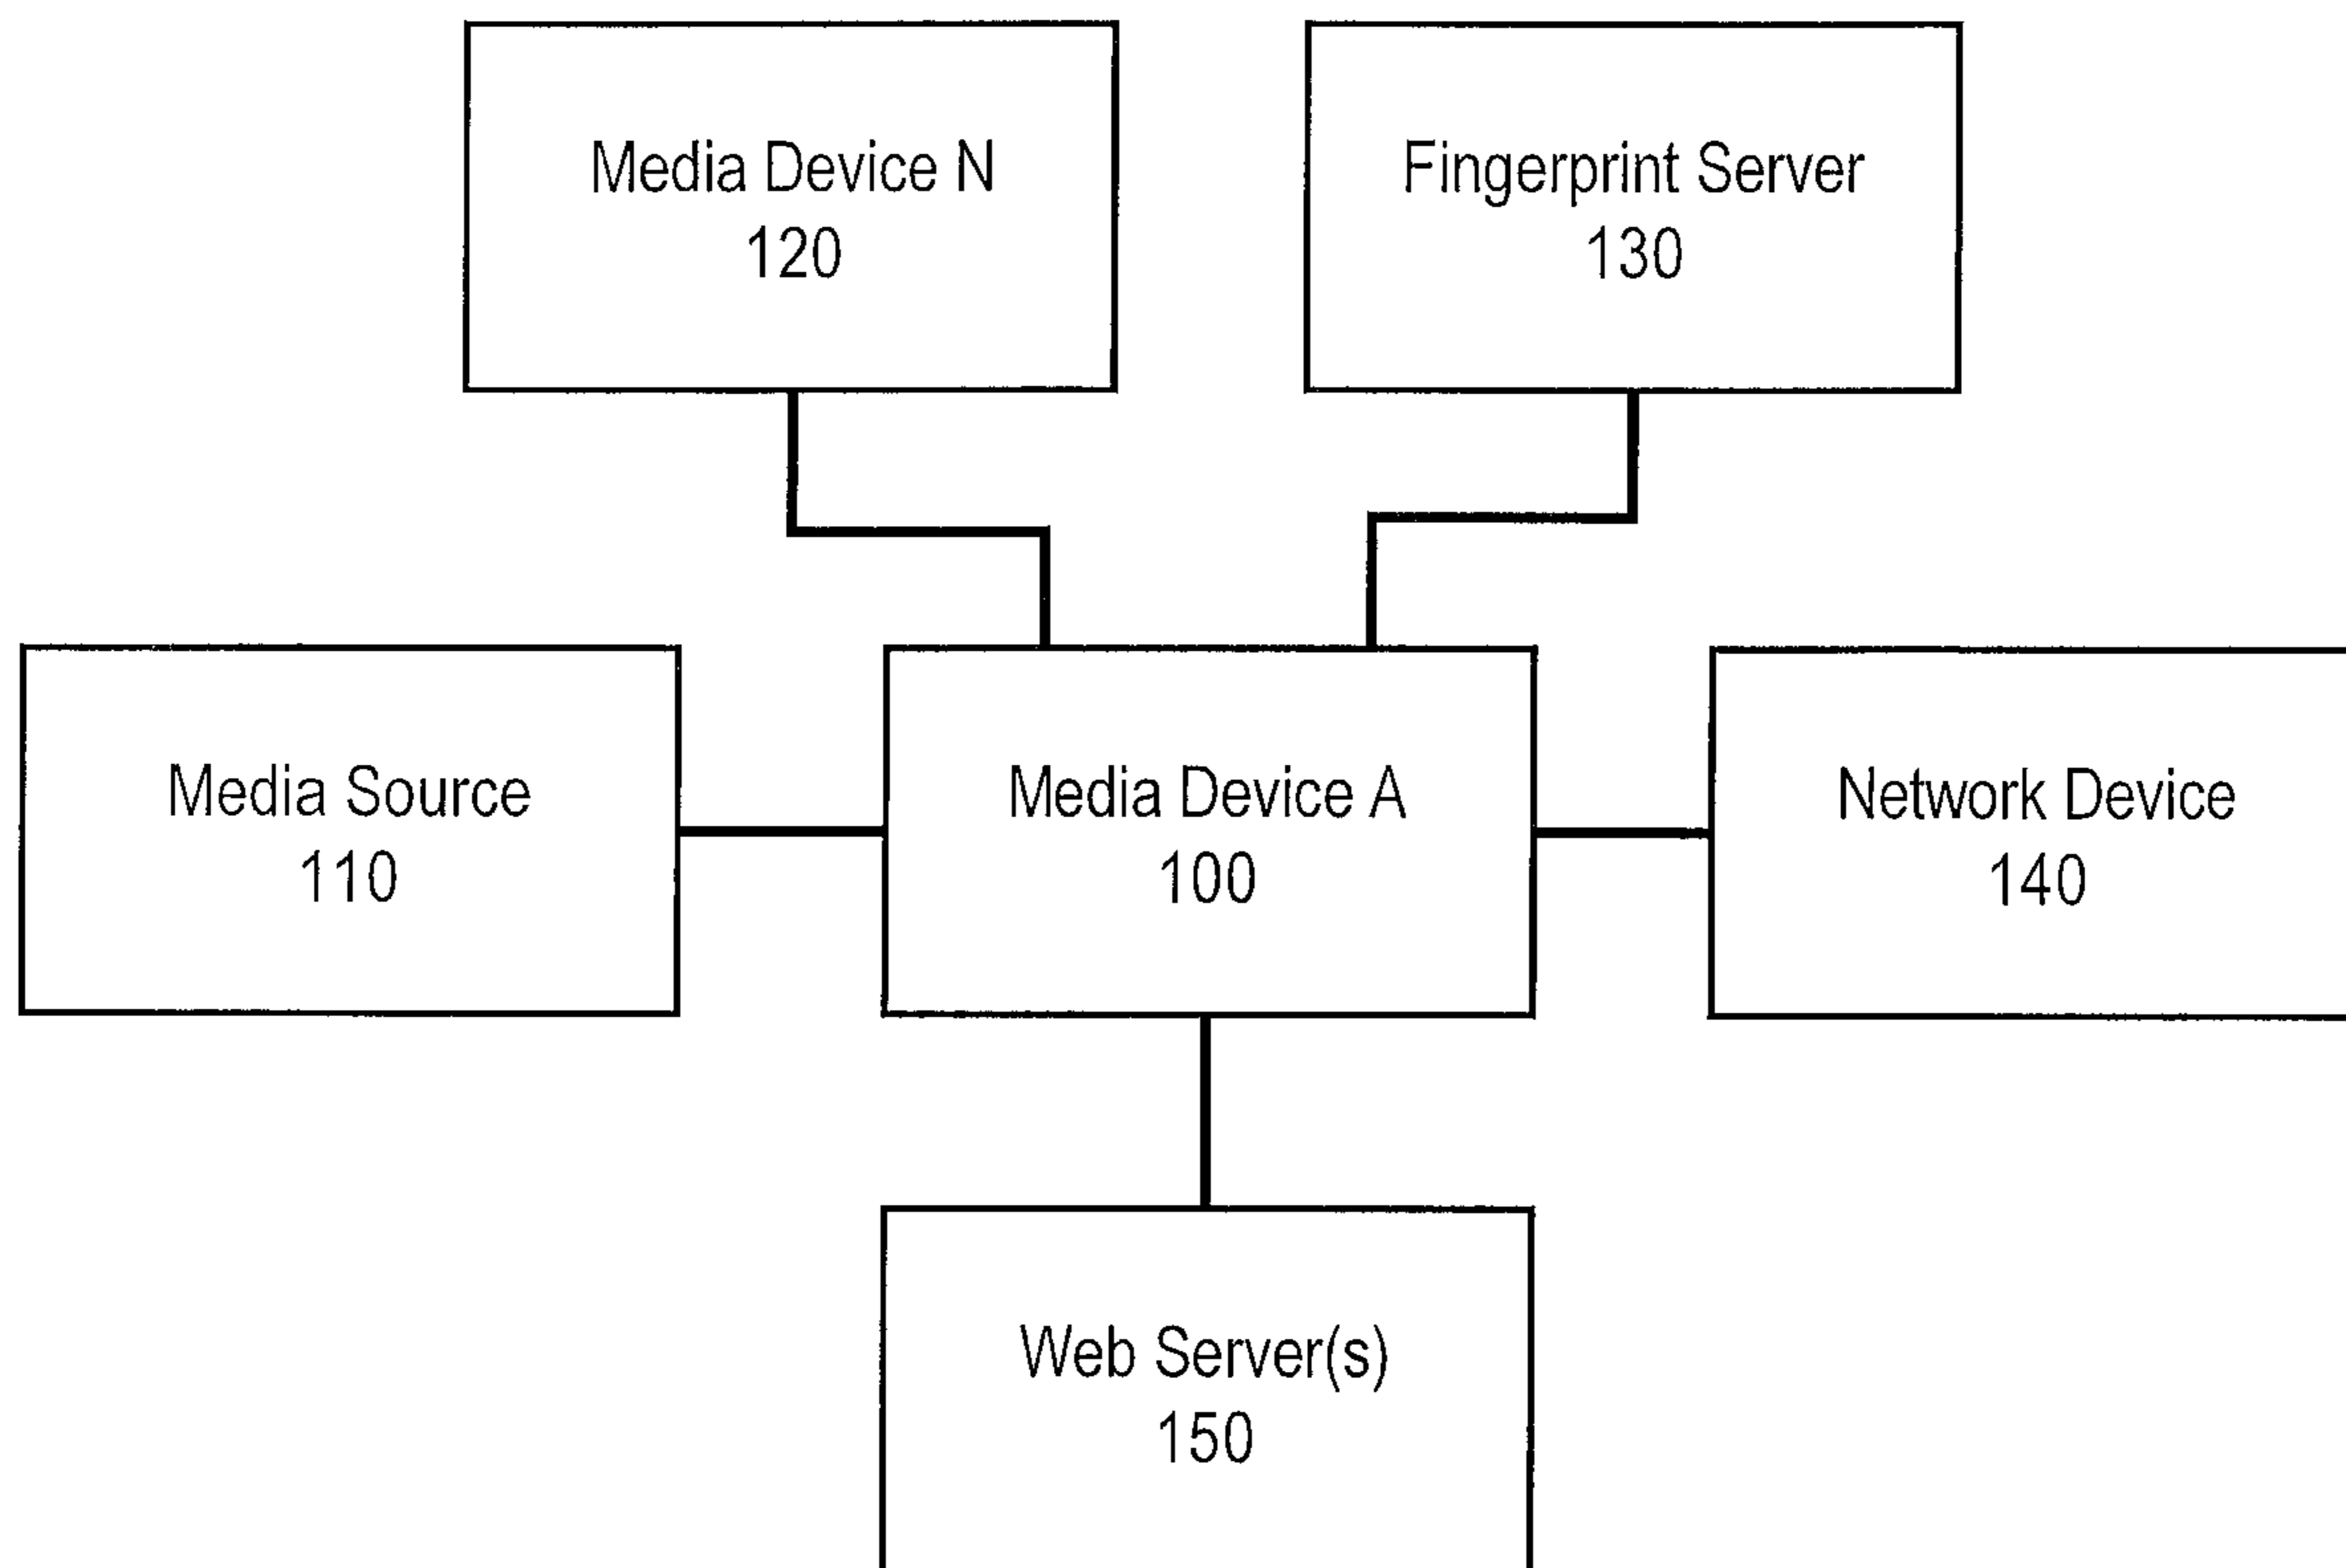 Media Device N
120
Fingerprint Server
130
Media Source
110
Media Device A
100
Network Device
140
Web Server(s)
150